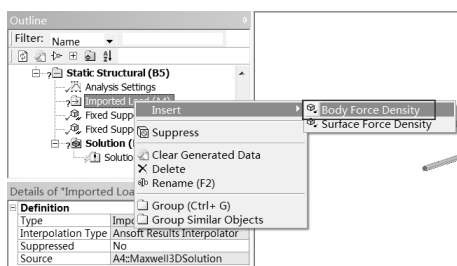 Outline
Filter: Name
Static Structural (B5)
Analysis Settings
Imported Load (A4)
Insert
Body Force Density
Fixed Supp
Surface Force Density
Fixed Supp
Suppress
Solution (
Solutio
Clear Generated Data
Delete
Rename (F2)
Group (Ctrl+ G)
Group Similar Objects
Details of "Imported Loa
Definition
Type Impo
Interpolation Type Ansoft Results Interpolator
Suppressed No
Source A4::Maxwell3DSolution